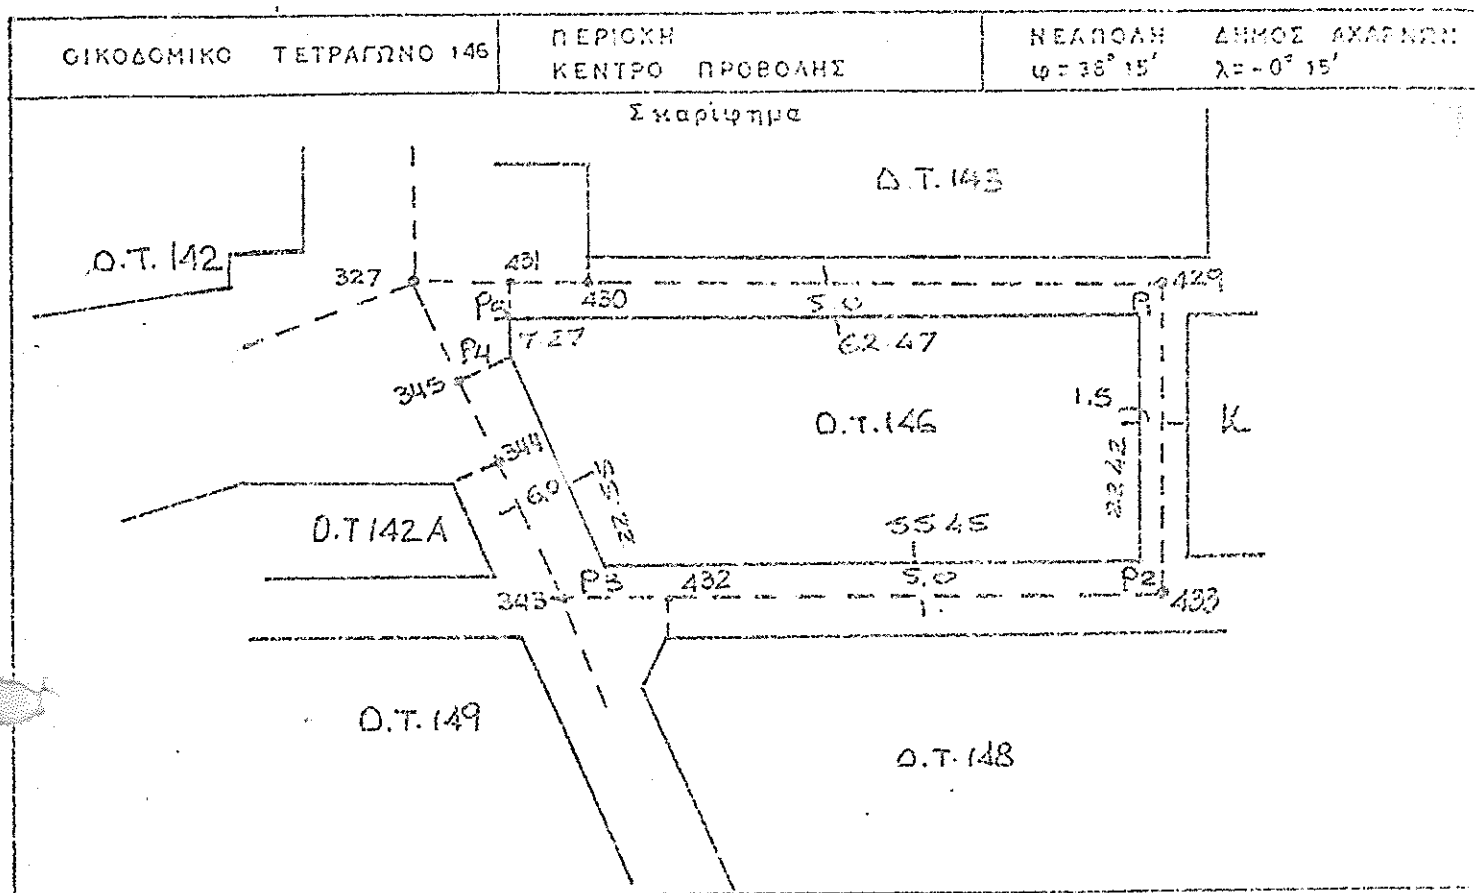 ΟΙΚΟΔΟΜΙΚΟ ΤΕΤΡΑΓΩΝΟ 146
ΠΕΡΙΟΧΗ
ΚΕΝΤΡΟ ΠΡΟΒΟΛΗΣ
ΝΕΑΠΟΛΗ ΔΗΜΟΣ ΑΧΑΡΝΩΝ
φ = 38° 15' λ = - 0° 15'
Σκαρίφημα
Ο.Τ. 143
Ο.Τ. 142
327
431
430
429
P5
5.0
P1
7.27
62.47
P4
345
1.5
Ο.Τ. 146
Κ
344
6.0
22.55
22.42
Ο.Τ 142Α
55.45
343
P3
432
5.0
P2
433
Ο.Τ. 149
Ο.Τ. 148